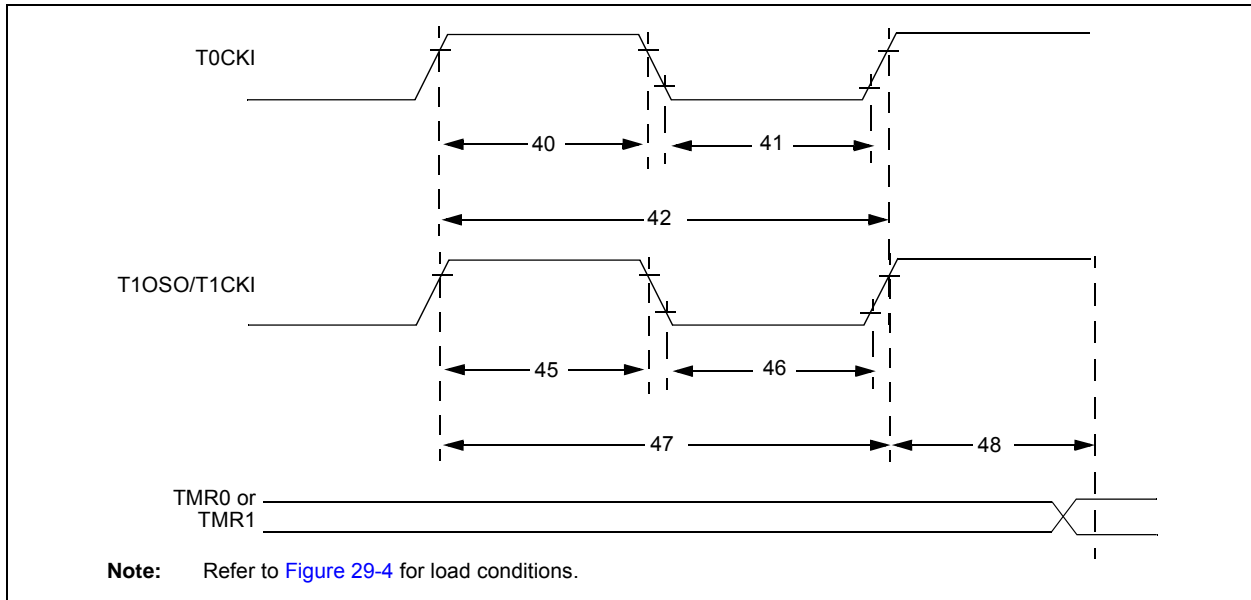 T0CKI
40
41
42
T1OSO/T1CKI
45
46
47
48
TMR0 or
TMR1
Note: Refer to Figure 29-4 for load conditions.